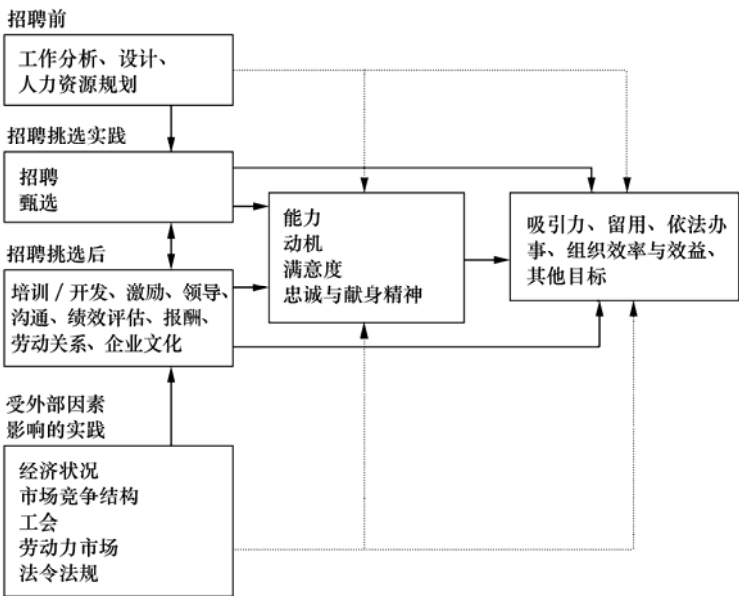 招聘前
工作分析、设计、
人力资源规划
招聘挑选实践
招聘
甄选
招聘挑选后
培训/开发、激励、领导、
沟通、绩效评估、报酬、
劳动关系、企业文化
受外部因素
影响的实践
经济状况
市场竞争结构
工会
劳动力市场
法令法规
能力
动机
满意度
忠诚与献身精神
吸引力、留用、依法办
事、组织效率与效益、
其他目标